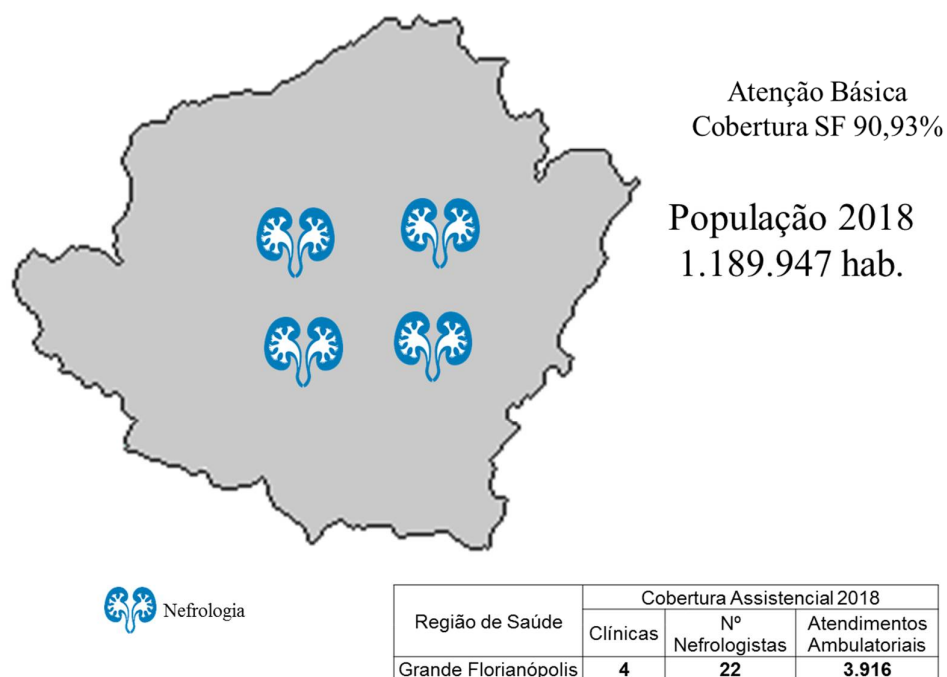 Atenção Básica
Cobertura SF 90,93%
População 2018
1.189.947 hab.
Nefrologia
Região de Saúde
Cobertura Assistencial 2018
Clínicas
Nº
Nefrologistas
Atendimentos
Ambulatoriais
Grande Florianópolis 4 22 3.916